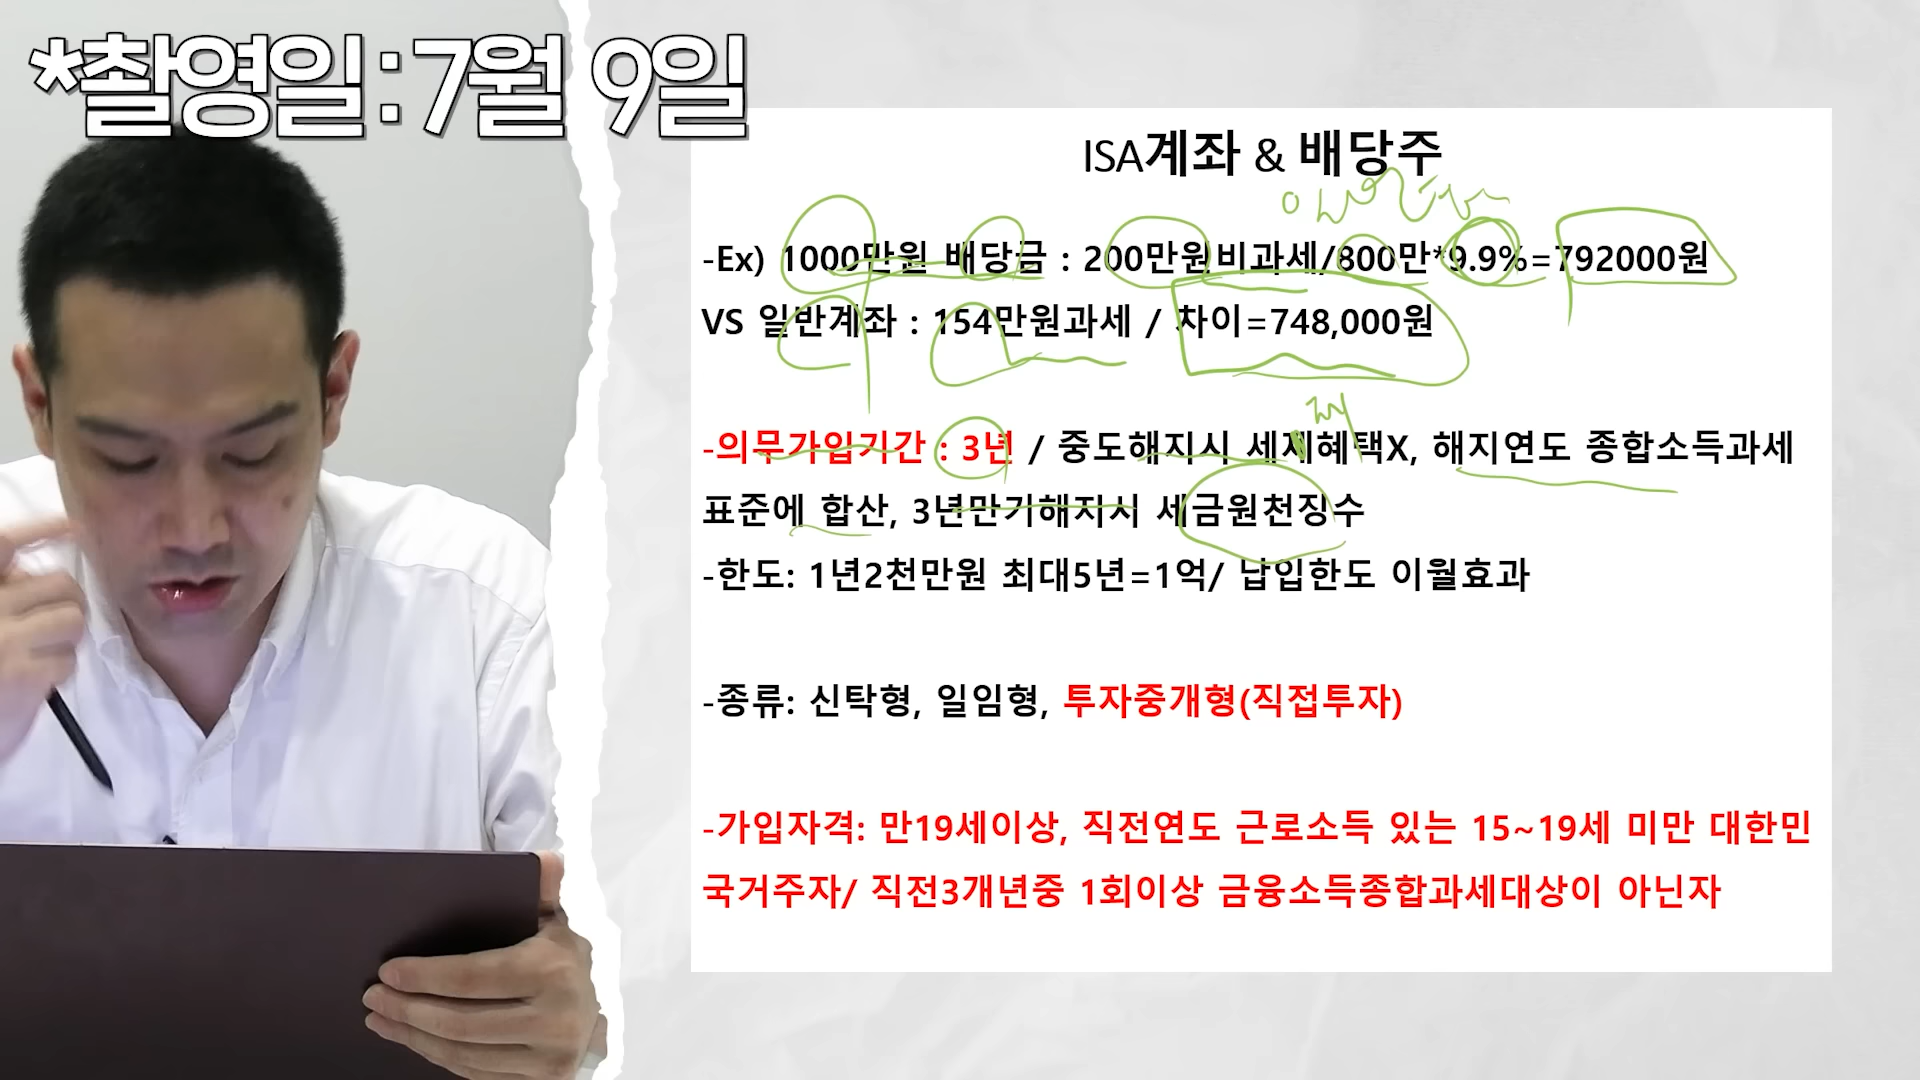 *촬영일:7월 9일
ISA계좌 & 배당주
-Ex) 1000만원 배당금 : 200만원비과세/800만*9.9%=792000원
VS 일반계좌 : 154만원과세 / 차이=748,000원
-의무가입기간 : 3년 / 중도해지시 세제혜택X, 해지연도 종합소득과세
표준에 합산, 3년만기해지시 세금원천징수
-한도: 1년2천만원 최대5년=1억/ 납입한도 이월효과
-종류: 신탁형, 일임형, 투자중개형(직접투자)
-가입자격: 만19세이상, 직전연도 근로소득 있는 15~19세 미만 대한민
국거주자/ 직전3개년중 1회이상 금융소득종합과세대상이 아닌자